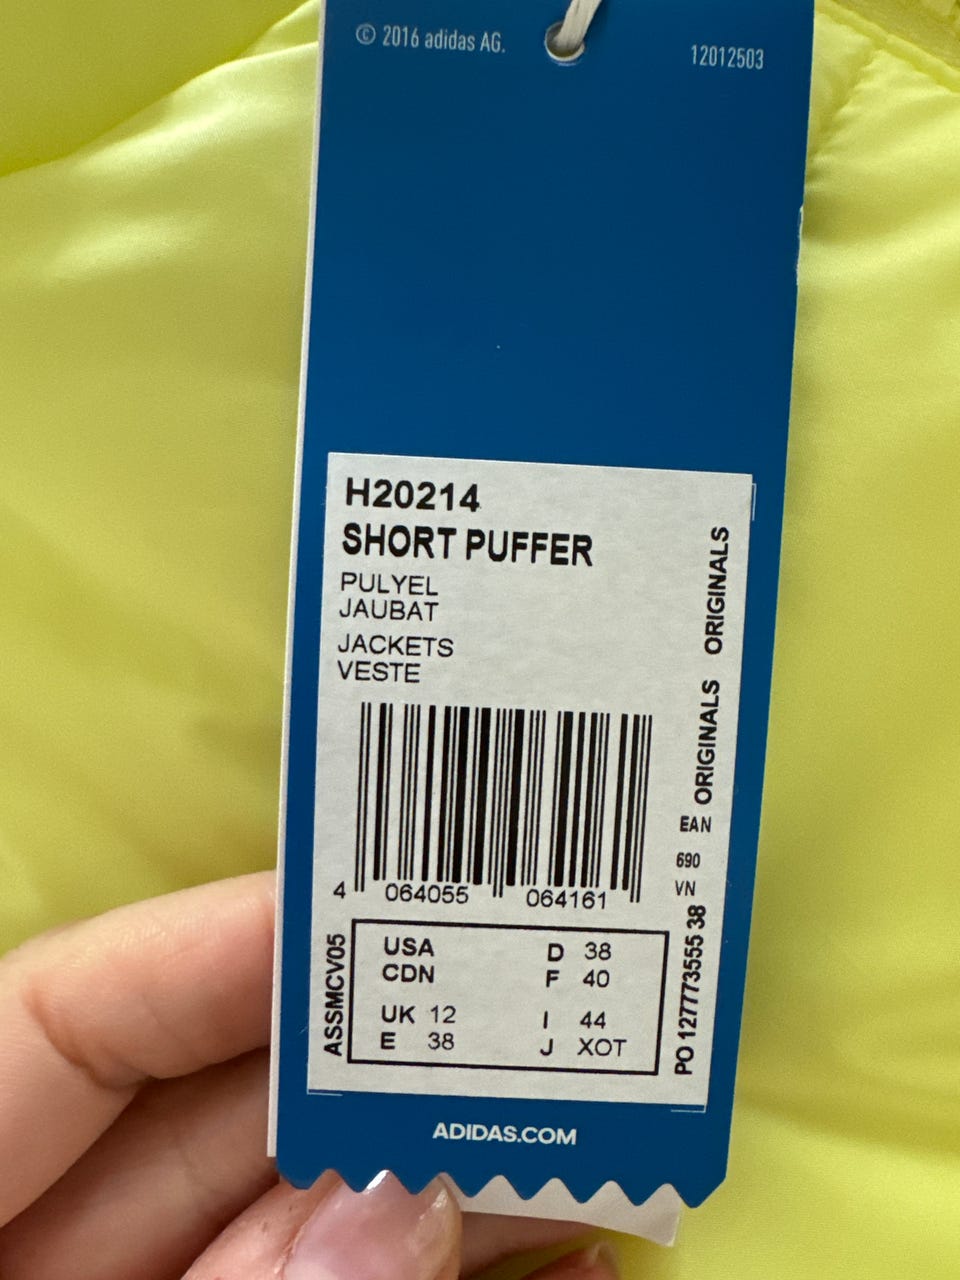 © 2016 adidas AG.
12012503
H20214
SHORT PUFFER
PULYEL
JAUBAT
JACKETS
VESTE
ORIGINALS ORIGINALS
4 064055 064161
EAN
690
VN
PO 127773555 38
ASSMCV05
USA
CDN
UK 12
E 38
D 38
F 40
I 44
J XOT
ADIDAS.COM